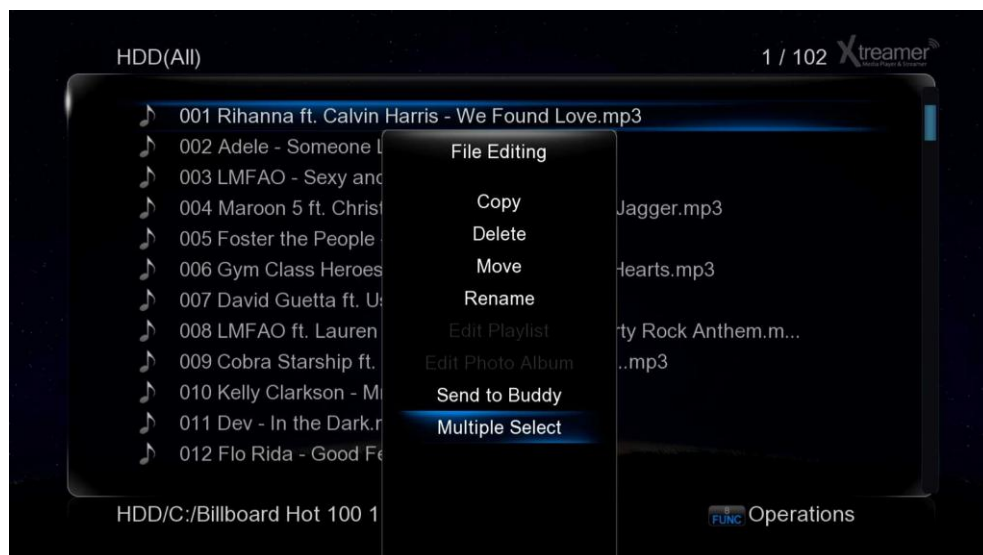 HDD(All)
1 / 102
Xtreamer
Media Player & Streamer
001 Rihanna ft. Calvin Harris - We Found Love.mp3
002 Adele - Someone
003 LMFAO - Sexy and
004 Maroon 5 ft. Christ Jagger.mp3
005 Foster the People -
006 Gym Class Heroes Hearts.mp3
007 David Guetta ft.
008 LMFAO ft. Lauren rty Rock Anthem.m...
009 Cobra Starship ft. ..mp3
010 Kelly Clarkson -
011 Dev - In the Dark.
012 Flo Rida - Good
File Editing
Copy
Delete
Move
Rename
Edit Playlist
Edit Photo Album
Send to Buddy
Multiple Select
HDD/C:/Billboard Hot 100 1
FUNC Operations